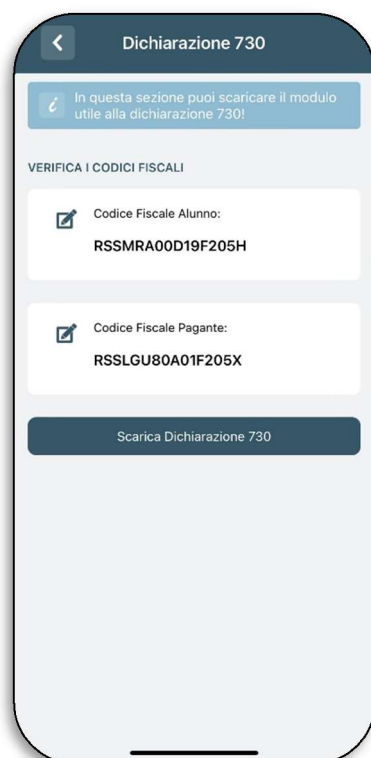 Dichiarazione 730
i
In questa sezione puoi scaricare il modulo
utile alla dichiarazione 730!
VERIFICA I CODICI FISCALI
Codice Fiscale Alunno:
RSSMRA00D19F205H
Codice Fiscale Pagante:
RSSLGU80A01F205X
Scarica Dichiarazione 730